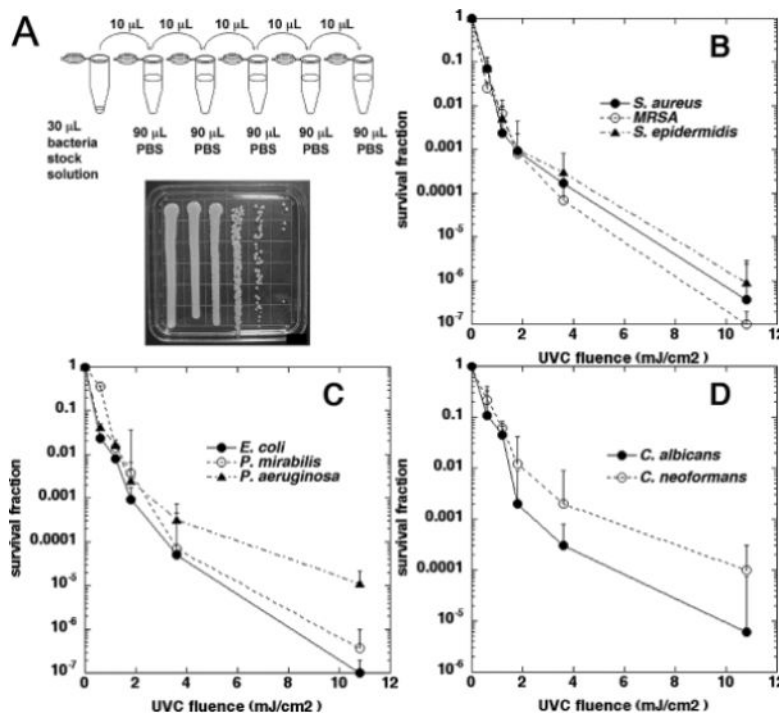 A
10 µL 10 µL 10 µL 10 µL 10 µL
30 µL
bacteria
stock
solution
90 µL
PBS
90 µL
PBS
90 µL
PBS
90 µL
PBS
90 µL
PBS
B
1
0.1
0.01
0.001
0.0001
10-5
10-6
10-7
survival fraction
S. aureus
MRSA
S. epidermidis
0 2 4 6 8 10 12
UVC fluence (mJ/cm2)
C
1
0.1
0.01
0.001
0.0001
10-5
10-6
10-7
survival fraction
E. coli
P. mirabilis
P. aeruginosa
0 2 4 6 8 10 12
UVC fluence (mJ/cm2)
D
1
0.1
0.01
0.001
0.0001
10-5
10-6
survival fraction
C. albicans
C. neoformans
0 2 4 6 8 10 12
UVC fluence (mJ/cm2)